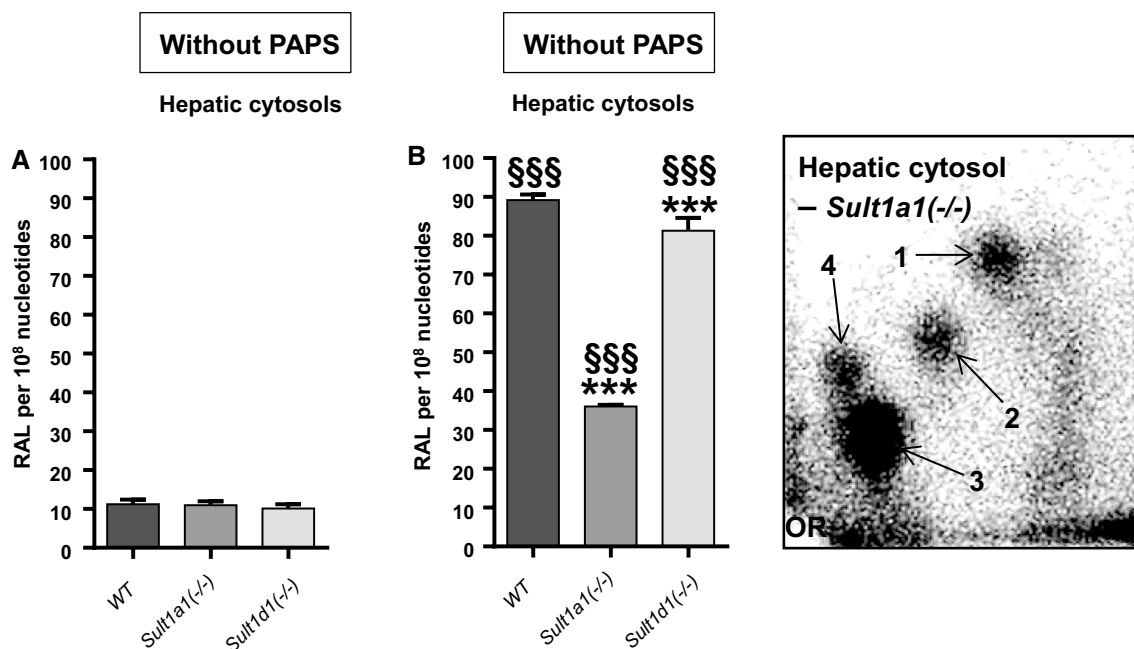 Without PAPS
Hepatic cytosols
A
RAL per 10⁸ nucleotides
100
90
80
70
60
50
40
30
20
10
0
WT
Sult1a1(-/-)
Sult1d1(-/-)
Without PAPS
Hepatic cytosols
B
RAL per 10⁸ nucleotides
100
90
80
70
60
50
40
30
20
10
0
§§§
§§§
***
§§§
***
WT
Sult1a1(-/-)
Sult1d1(-/-)
Hepatic cytosol
– Sult1a1(-/-)
1
4
2
3
OR